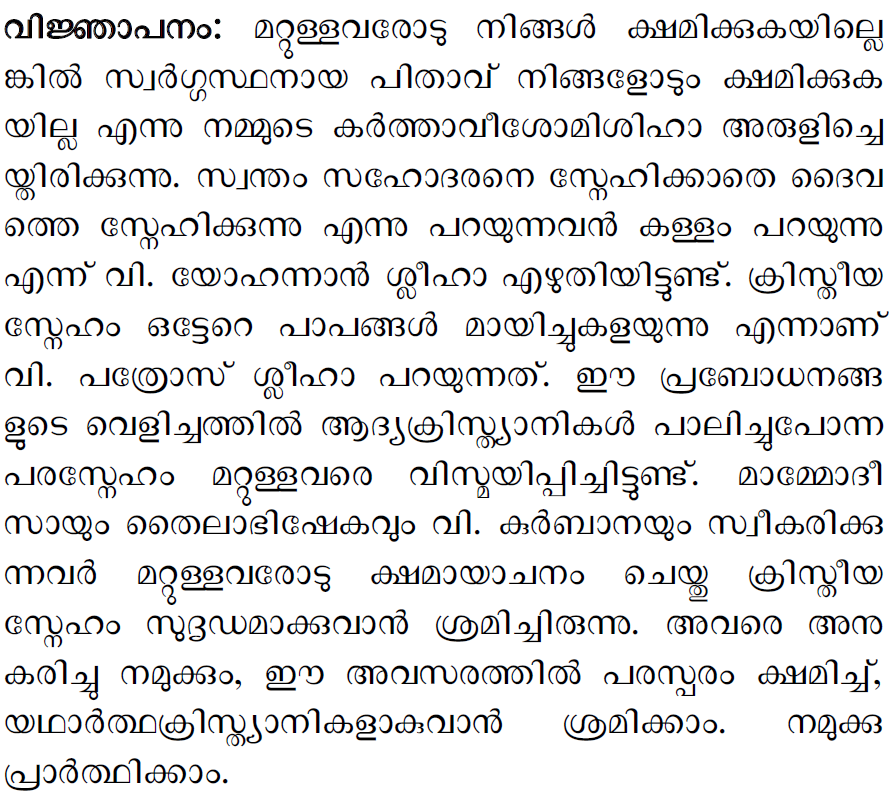 വിജ്ഞാപനം: മറ്റുള്ളവരോടു നിങ്ങൾ ക്ഷമിക്കുകയില്ലെ
ങ്കിൽ സ്വർഗ്ഗസ്ഥനായ പിതാവ് നിങ്ങളോടും ക്ഷമിക്കുക
യില്ല എന്നു നമ്മുടെ കർത്താവീശോമിശിഹാ അരുളിച്ചെ
യ്തിരിക്കുന്നു. സ്വന്തം സഹോദരനെ സ്നേഹിക്കാതെ ദൈവ
ത്തെ സ്നേഹിക്കുന്നു എന്നു പറയുന്നവൻ കള്ളം പറയുന്നു
എന്ന് വി. യോഹന്നാൻ ശ്ലീഹാ എഴുതിയിട്ടുണ്ട്. ക്രിസ്തീയ
സ്നേഹം ഒട്ടേറെ പാപങ്ങൾ മായിച്ചുകളയുന്നു എന്നാണ്
വി. പത്രോസ് ശ്ലീഹാ പറയുന്നത്. ഈ പ്രബോധനങ്ങ
ളുടെ വെളിച്ചത്തിൽ ആദ്യക്രിസ്ത്യാനികൾ പാലിച്ചുപോന്ന
പരസ്നേഹം മറ്റുള്ളവരെ വിസ്മയിപ്പിച്ചിട്ടുണ്ട്. മാമ്മോദീ
സായും തൈലാഭിഷേകവും വി. കുർബാനയും സ്വീകരിക്കു
ന്നവർ മറ്റുള്ളവരോടു ക്ഷമായാചനം ചെയ്തു ക്രിസ്തീയ
സ്നേഹം സുദൃഢമാക്കുവാൻ ശ്രമിച്ചിരുന്നു. അവരെ അനു
കരിച്ചു നമുക്കും, ഈ അവസരത്തിൽ പരസ്പരം ക്ഷമിച്ച്,
യഥാർത്ഥക്രിസ്ത്യാനികളാകുവാൻ ശ്രമിക്കാം. നമുക്കു
പ്രാർത്ഥിക്കാം.